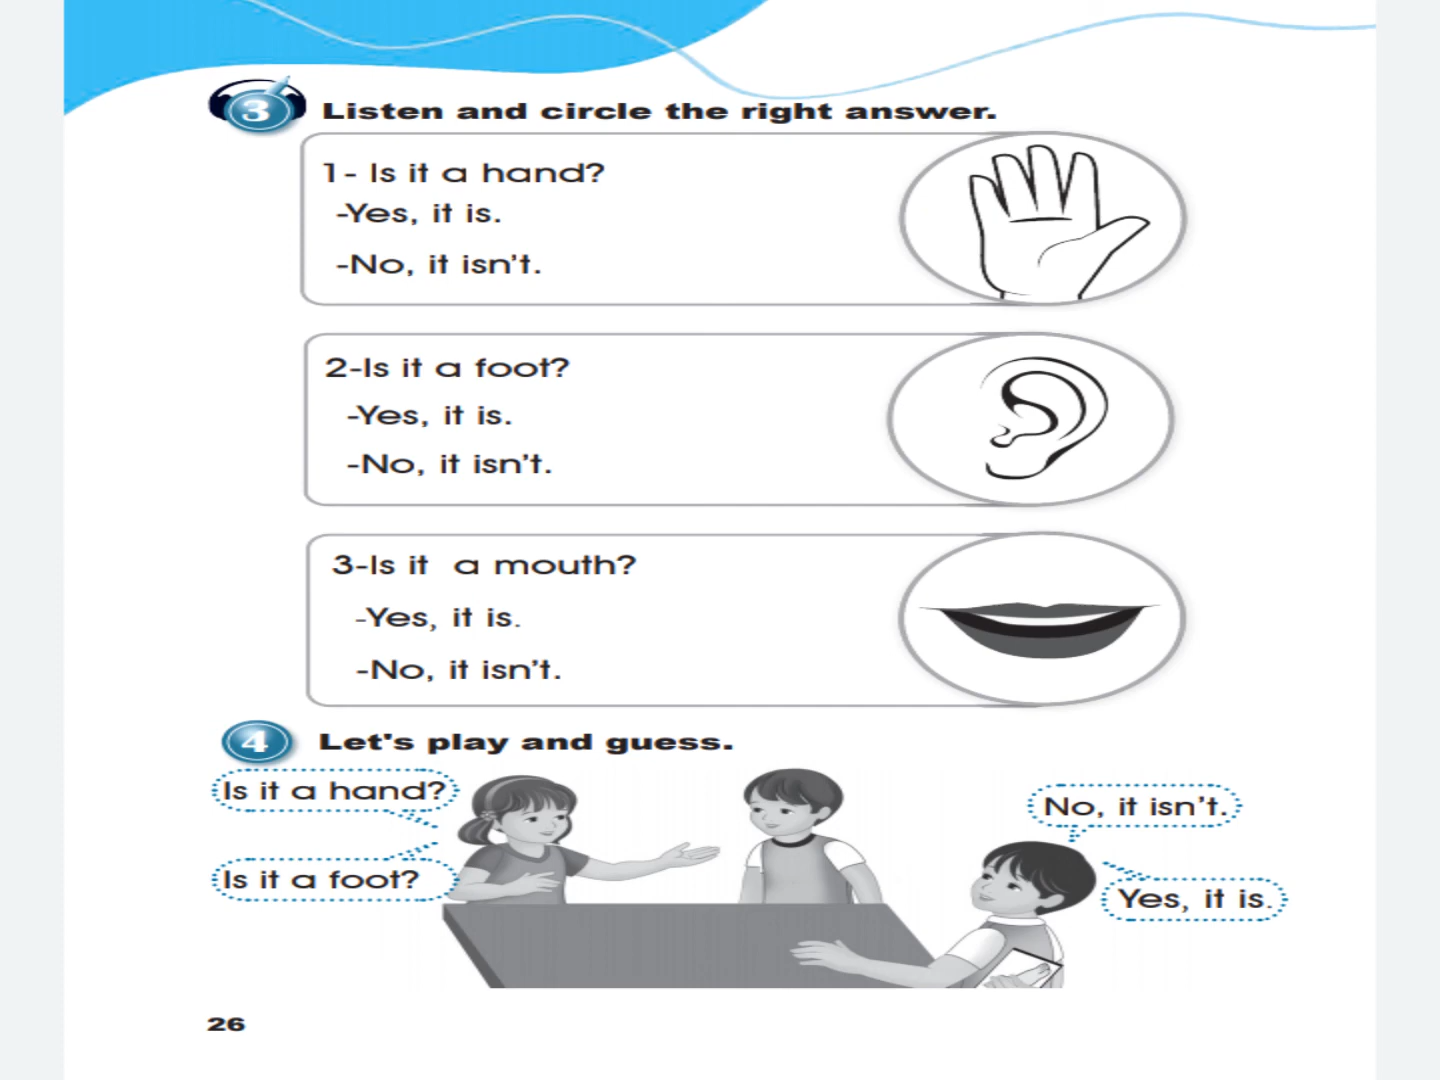 3 Listen and circle the right answer.
1- Is it a hand?
-Yes, it is.
-No, it isn't.
2-Is it a foot?
-Yes, it is.
-No, it isn't.
3-Is it a mouth?
-Yes, it is.
-No, it isn't.
4 Let's play and guess.
Is it a hand?
Is it a foot?
No, it isn't.
Yes, it is.
26